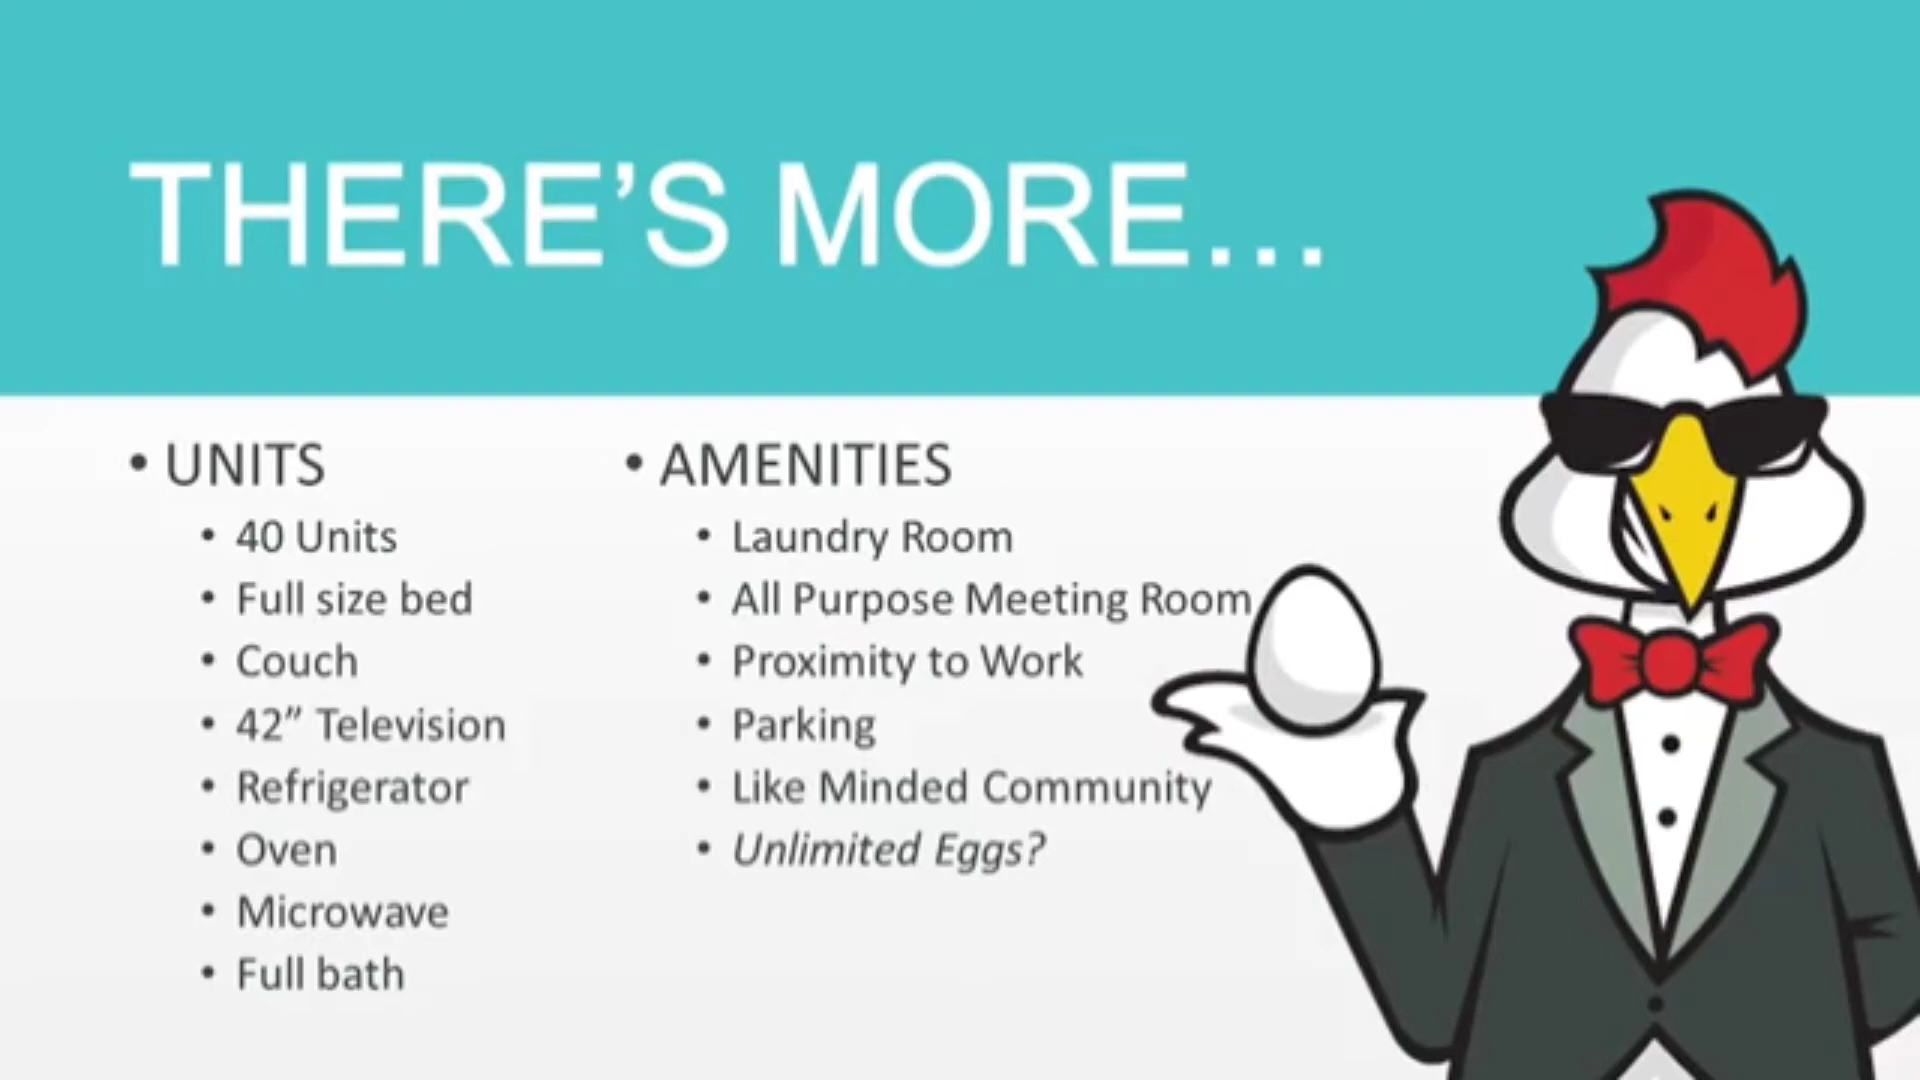 THERE'S MORE...
• UNITS
• 40 Units
• Full size bed
• Couch
• 42” Television
• Refrigerator
• Oven
• Microwave
• Full bath
• AMENITIES
• Laundry Room
• All Purpose Meeting Room
• Proximity to Work
• Parking
• Like Minded Community
• Unlimited Eggs?